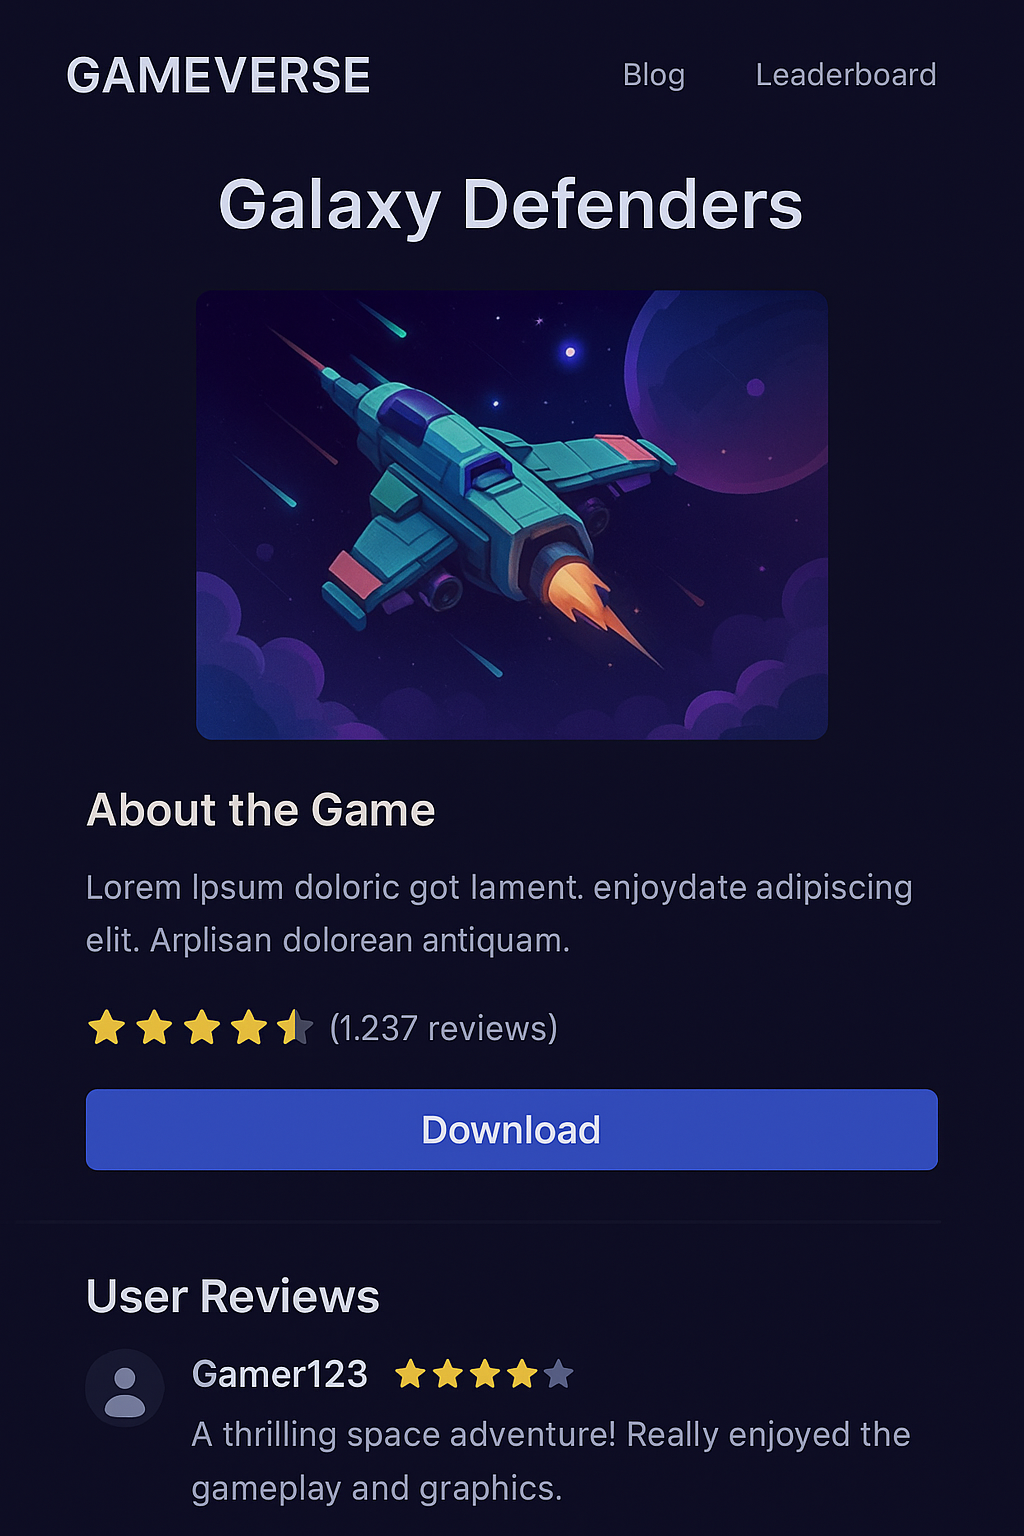 GAMEVERSE
Blog
Leaderboard
Galaxy Defenders
About the Game
Lorem Ipsum doloric got lament. enjoydate adipiscing
elit. Arplisan dolorean antiquam.
(1.237 reviews)
Download
User Reviews
Gamer123
A thrilling space adventure! Really enjoyed the
gameplay and graphics.